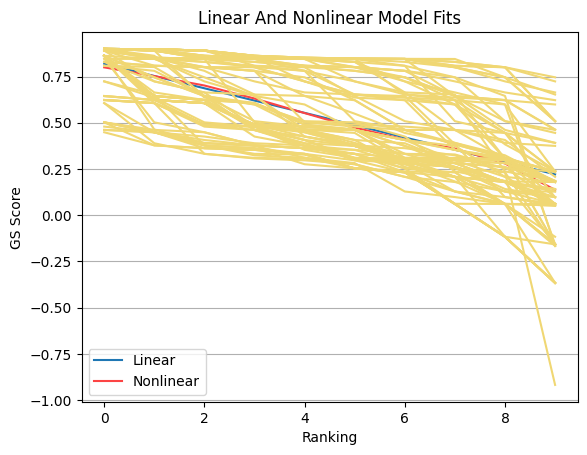 Linear And Nonlinear Model Fits
GS Score
0.75
0.50
0.25
0.00
−0.25
−0.50
−0.75
−1.00
Linear
Nonlinear
0 2 4 6 8
Ranking